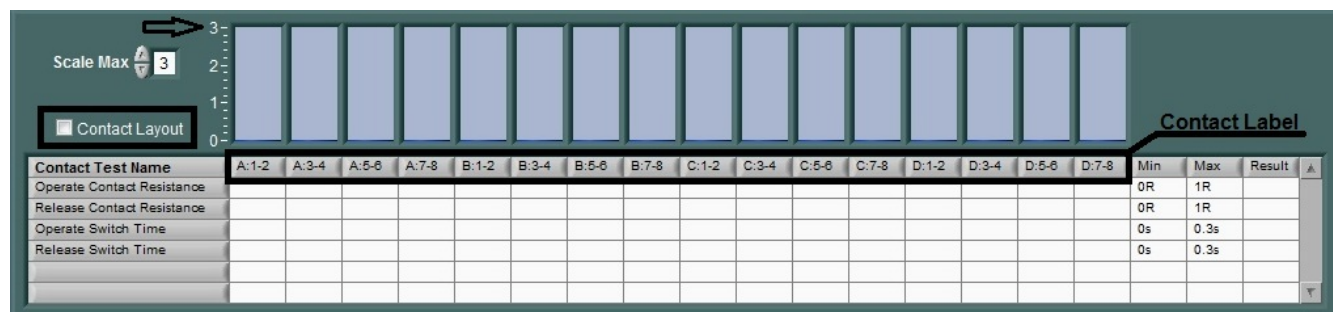 3
Scale Max 3
2
1
Contact Layout
0
Contact Label
Contact Test Name A:1-2 A:3-4 A:5-6 A:7-8 B:1-2 B:3-4 B:5-6 B:7-8 C:1-2 C:3-4 C:5-6 C:7-8 D:1-2 D:3-4 D:5-6 D:7-8 Min Max Result
Operate Contact Resistance 0R 1R
Release Contact Resistance 0R 1R
Operate Switch Time 0s 0.3s
Release Switch Time 0s 0.3s